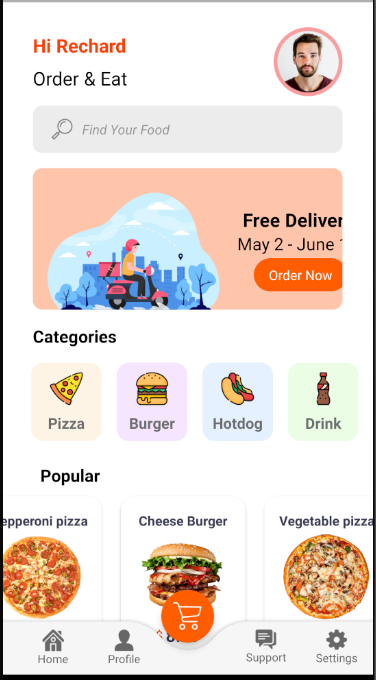 Hi Rechard
Order & Eat
Find Your Food
Free Deliver
May 2 - June
Order Now
Categories
Pizza Burger Hotdog Drink
Popular
epperoni pizza Cheese Burger Vegetable pizza
Home Profile Support Settings